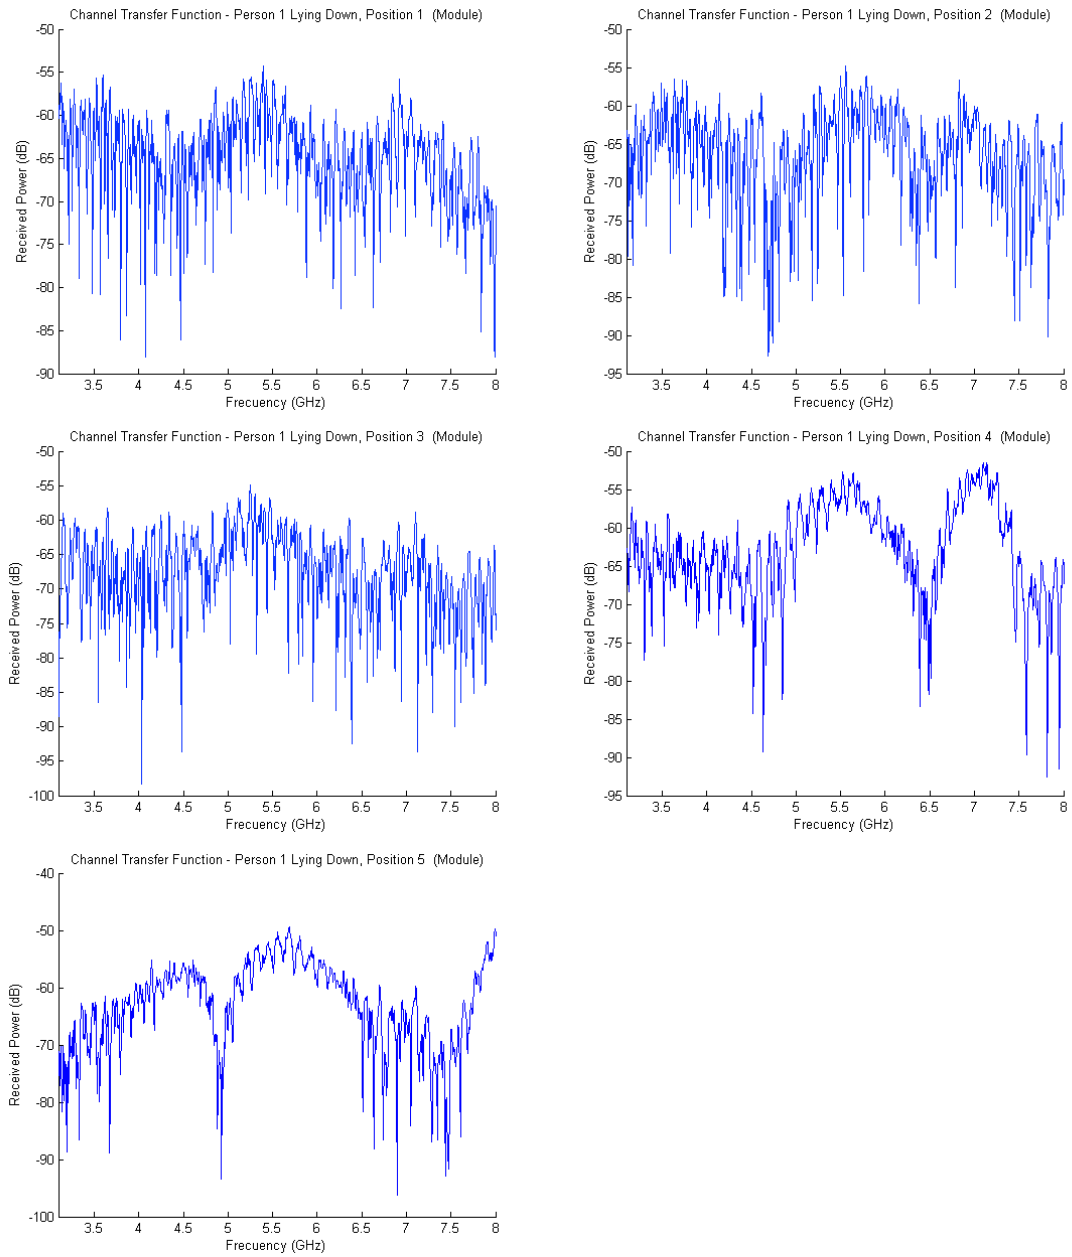 Channel Transfer Function - Person 1 Lying Down, Position 1 (Module)
-50
-55
-60
-65
-70
-75
-80
-85
-90
Received Power (dB)
3.5 4 4.5 5 5.5 6 6.5 7 7.5 8
Frecuency (GHz)
Channel Transfer Function - Person 1 Lying Down, Position 2 (Module)
-50
-55
-60
-65
-70
-75
-80
-85
-90
-95
Received Power (dB)
3.5 4 4.5 5 5.5 6 6.5 7 7.5 8
Frecuency (GHz)
Channel Transfer Function - Person 1 Lying Down, Position 3 (Module)
-50
-55
-60
-65
-70
-75
-80
-85
-90
-95
-100
Received Power (dB)
3.5 4 4.5 5 5.5 6 6.5 7 7.5 8
Frecuency (GHz)
Channel Transfer Function - Person 1 Lying Down, Position 4 (Module)
-50
-55
-60
-65
-70
-75
-80
-85
-90
-95
Received Power (dB)
3.5 4 4.5 5 5.5 6 6.5 7 7.5 8
Frecuency (GHz)
Channel Transfer Function - Person 1 Lying Down, Position 5 (Module)
-40
-50
-60
-70
-80
-90
-100
Received Power (dB)
3.5 4 4.5 5 5.5 6 6.5 7 7.5 8
Frecuency (GHz)